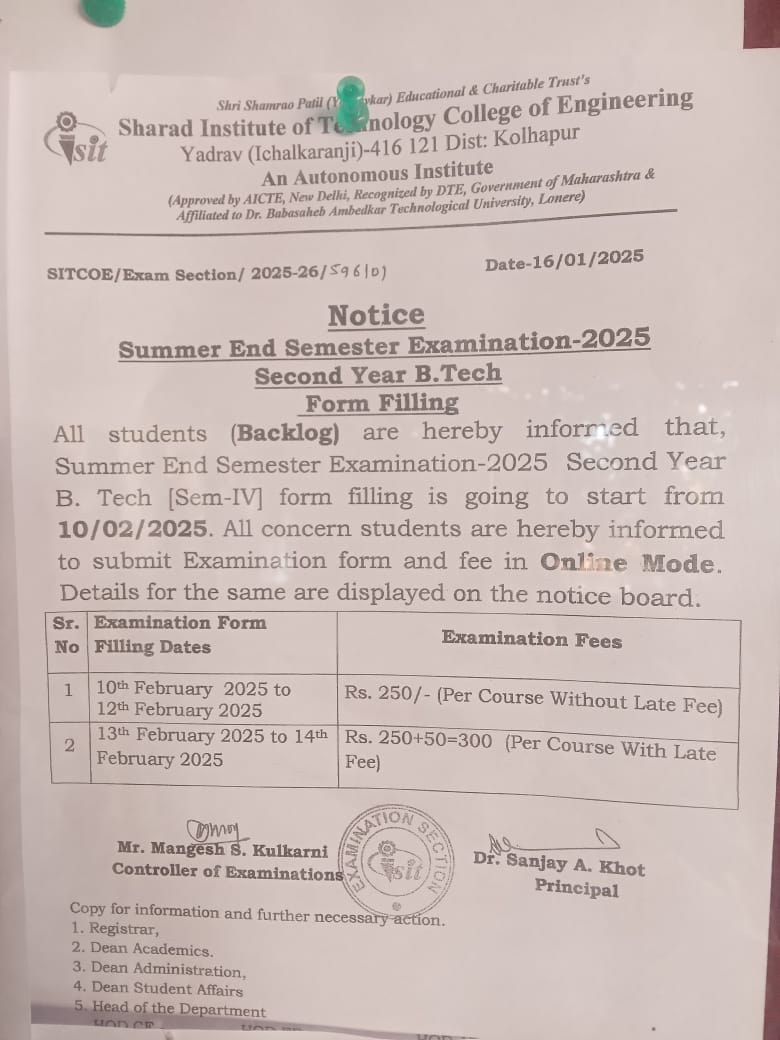 Shri Shamrao Patil (Y kar) Educational & Charitable Trust's
Sharad Institute of Technology College of Engineering
Yadrav (Ichalkaranji)-416 121 Dist: Kolhapur
An Autonomous Institute
(Approved by AICTE, New Delhi, Recognized by DTE, Government of Maharashtra &
Affiliated to Dr. Babasaheb Ambedkar Technological University, Lonere)
sit
SITCOE/Exam Section/ 2025-26/ Date-16/01/2025
Notice
Summer End Semester Examination-2025
Second Year B.Tech
Form Filling
All students (Backlog) are hereby informed that,
Summer End Semester Examination-2025 Second Year
B. Tech [Sem-IV] form filling is going to start from
10/02/2025. All concern students are hereby informed
to submit Examination form and fee in Online Mode.
Details for the same are displayed on the notice board.
Sr. Examination Form Examination Fees
No Filling Dates
1 10th February 2025 to Rs. 250/- (Per Course Without Late Fee)
12th February 2025
2 13th February 2025 to 14th Rs. 250+50=300 (Per Course With Late
February 2025 Fee)
Mr. Mangesh S. Kulkarni Dr. Sanjay A. Khot
Controller of Examinations Principal
EXAMINATION SECTION
sit
Copy for information and further necessary action.
1. Registrar,
2. Dean Academics.
3. Dean Administration,
4. Dean Student Affairs
5. Head of the Department